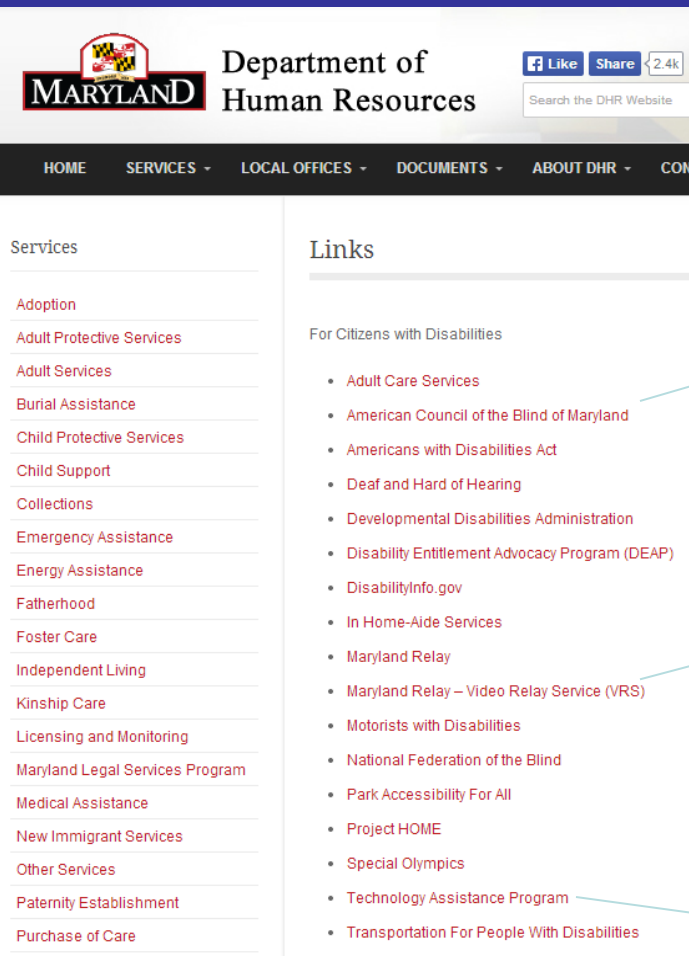 MARYLAND
Department of
Human Resources
Like Share 2.4k
Search the DHR Website
HOME SERVICES LOCAL OFFICES DOCUMENTS ABOUT DHR CON
Services
Adoption
Adult Protective Services
Adult Services
Burial Assistance
Child Protective Services
Child Support
Collections
Emergency Assistance
Energy Assistance
Fatherhood
Foster Care
Independent Living
Kinship Care
Licensing and Monitoring
Maryland Legal Services Program
Medical Assistance
New Immigrant Services
Other Services
Paternity Establishment
Purchase of Care
Links
For Citizens with Disabilities
• Adult Care Services
• American Council of the Blind of Maryland
• Americans with Disabilities Act
• Deaf and Hard of Hearing
• Developmental Disabilities Administration
• Disability Entitlement Advocacy Program (DEAP)
• DisabilityInfo.gov
• In Home-Aide Services
• Maryland Relay
• Maryland Relay – Video Relay Service (VRS)
• Motorists with Disabilities
• National Federation of the Blind
• Park Accessibility For All
• Project HOME
• Special Olympics
• Technology Assistance Program
• Transportation For People With Disabilities